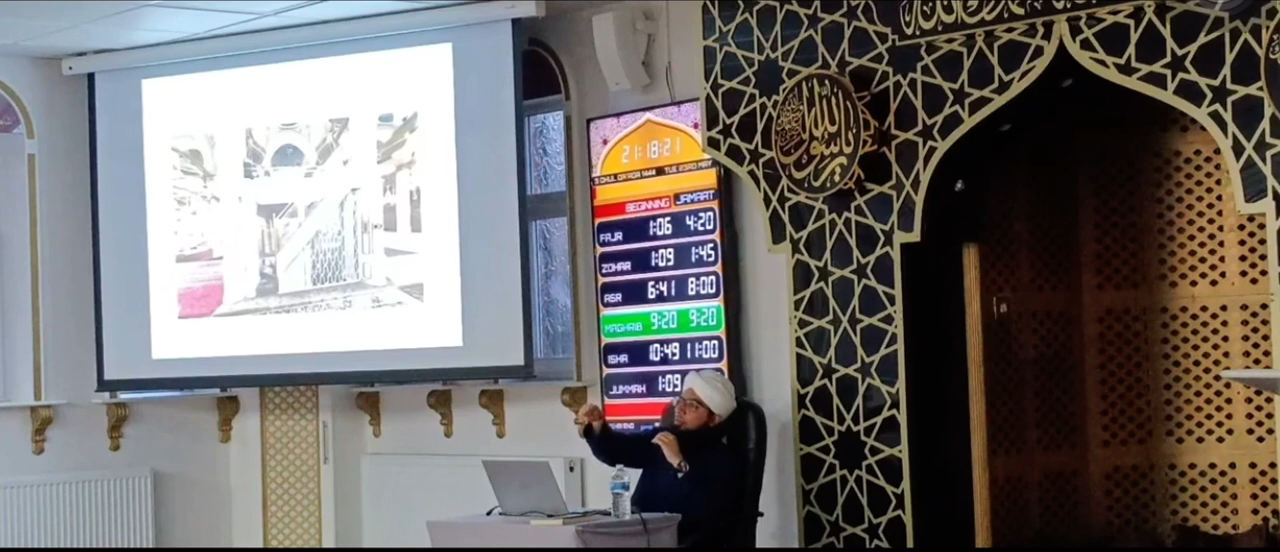 21:18:21
3 DHUL QA'ADA 1444 TUE 23RD MAY
BEGINNING JAMAAT
FAJR 1:06 4:20
ZOHAR 1:09 1:45
ASR 6:41 8:00
MAGHRIB 9:20 9:20
ISHA 10:49 11:00
JUMMAH 1:09
يا رسول الله